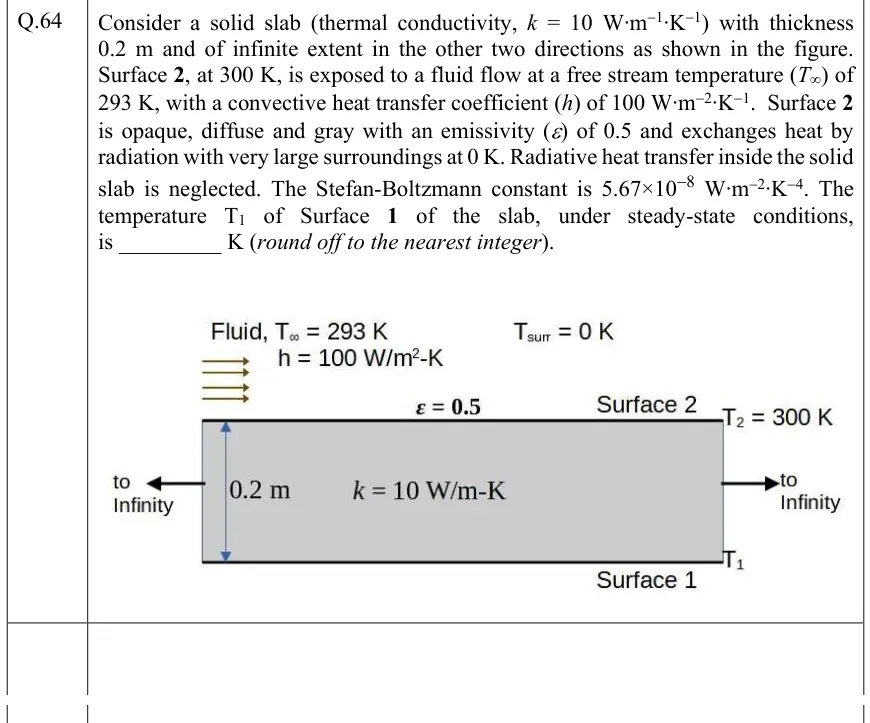 Q.64
Consider a solid slab (thermal conductivity, k = 10 W·m⁻¹·K⁻¹) with thickness
0.2 m and of infinite extent in the other two directions as shown in the figure.
Surface 2, at 300 K, is exposed to a fluid flow at a free stream temperature (T∞) of
293 K, with a convective heat transfer coefficient (h) of 100 W·m⁻²·K⁻¹. Surface 2
is opaque, diffuse and gray with an emissivity (ε) of 0.5 and exchanges heat by
radiation with very large surroundings at 0 K. Radiative heat transfer inside the solid
slab is neglected. The Stefan-Boltzmann constant is 5.67×10⁻⁸ W·m⁻²·K⁻⁴. The
temperature T₁ of Surface 1 of the slab, under steady-state conditions,
is _________ K (round off to the nearest integer).
Fluid, T∞ = 293 K
Tsurr = 0 K
h = 100 W/m²-K
ε = 0.5
Surface 2
T₂ = 300 K
to
Infinity
0.2 m
k = 10 W/m-K
to
Infinity
T₁
Surface 1